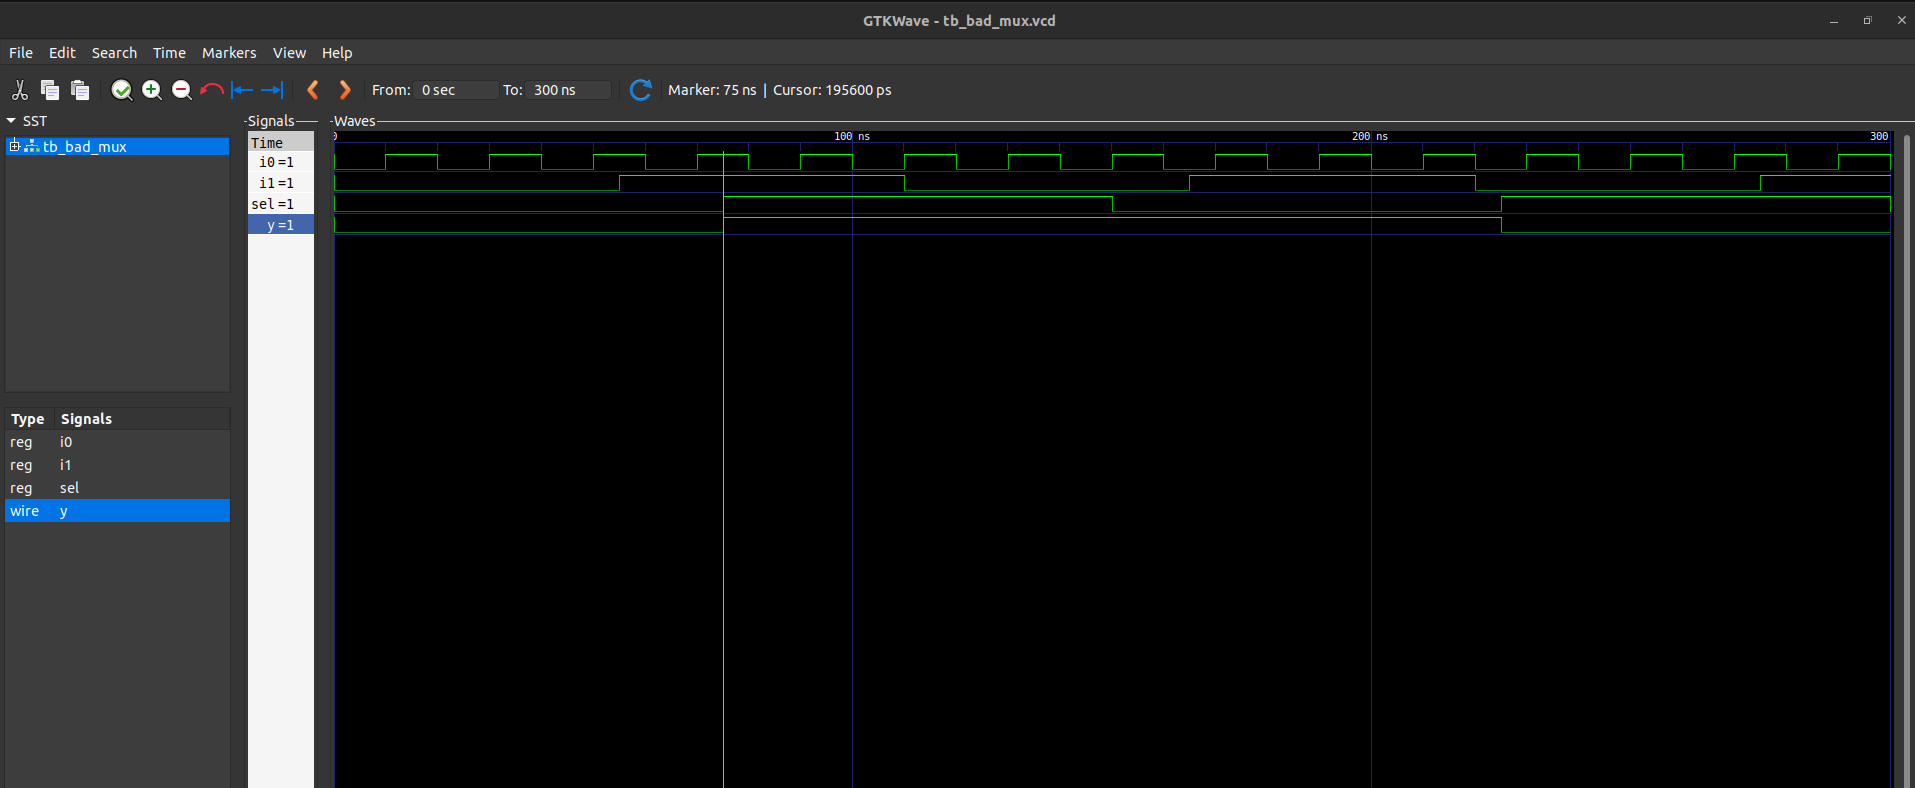 GTKWave - tb_bad_mux.vcd
File Edit Search Time Markers View Help
From: 0 sec To: 300 ns Marker: 75 ns | Cursor: 195600 ps
SST
tb_bad_mux
Type Signals
reg i0
reg i1
reg sel
wire y
Signals
Time
i0=1
i1=1
sel=1
y=1
Waves
0 100 ns 200 ns 300